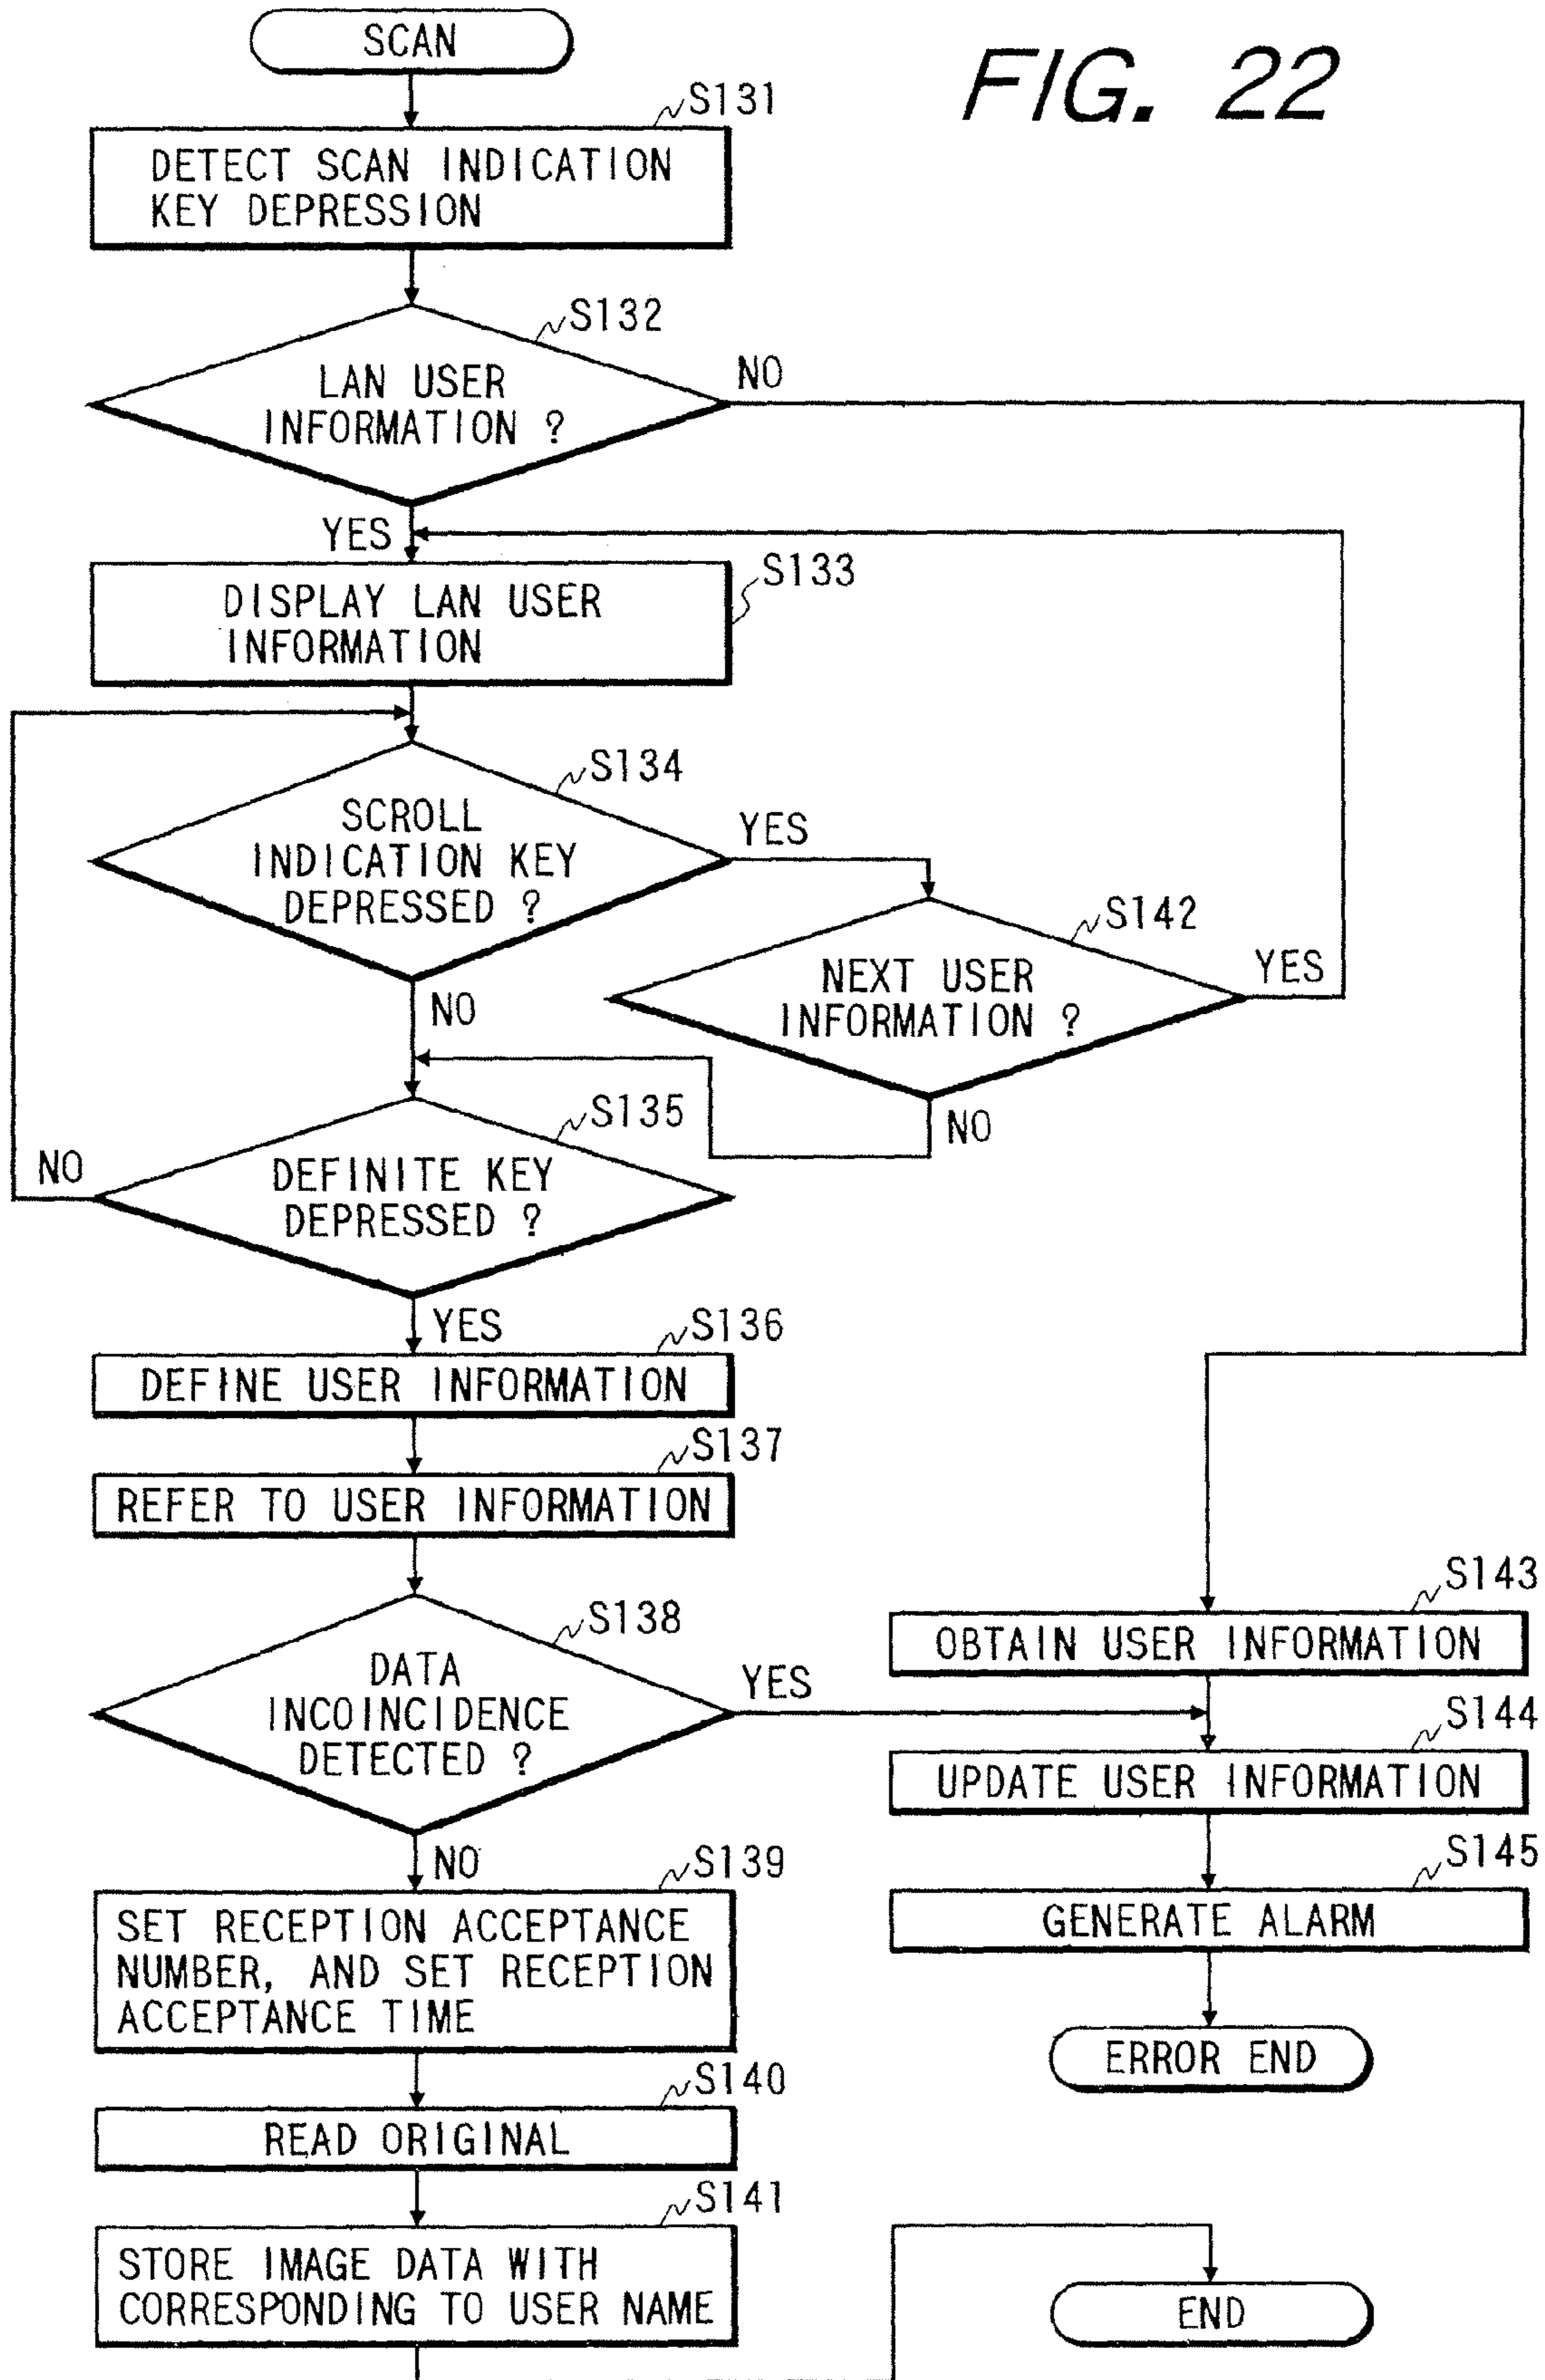 SCAN
FIG. 22
S131
DETECT SCAN INDICATION
KEY DEPRESSION
S132
LAN USER
INFORMATION ?
NO
YES
S133
DISPLAY LAN USER
INFORMATION
S134
SCROLL
INDICATION KEY
DEPRESSED ?
YES
S142
NEXT USER
INFORMATION ?
YES
NO
NO
S135
DEFINITE KEY
DEPRESSED ?
NO
YES
S136
DEFINE USER INFORMATION
S137
REFER TO USER INFORMATION
S138
DATA
INCOINCIDENCE
DETECTED ?
YES
S143
OBTAIN USER INFORMATION
S144
UPDATE USER INFORMATION
S145
GENERATE ALARM
ERROR END
NO
S139
SET RECEPTION ACCEPTANCE
NUMBER, AND SET RECEPTION
ACCEPTANCE TIME
S140
READ ORIGINAL
S141
STORE IMAGE DATA WITH
CORRESPONDING TO USER NAME
END